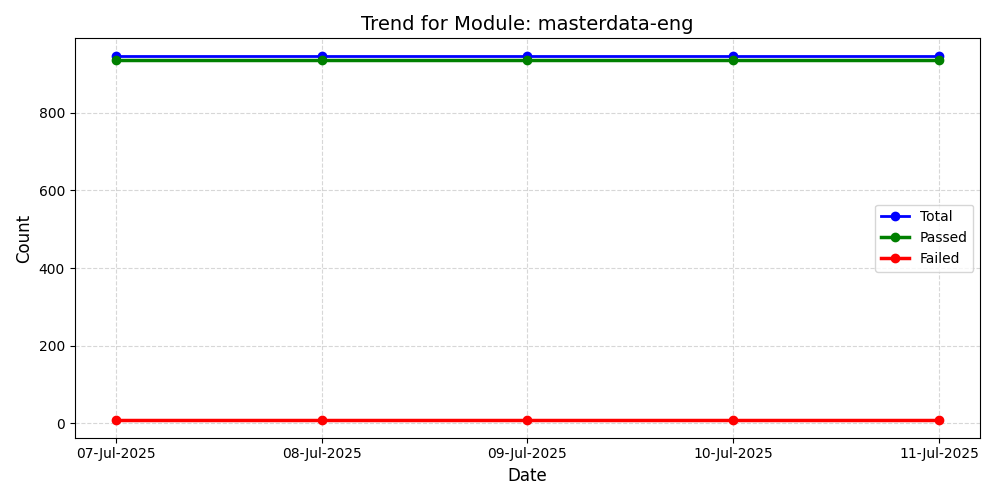 Trend for Module: masterdata-eng
Count
800
600
400
200
0
Total
Passed
Failed
07-Jul-2025
08-Jul-2025
09-Jul-2025
10-Jul-2025
11-Jul-2025
Date